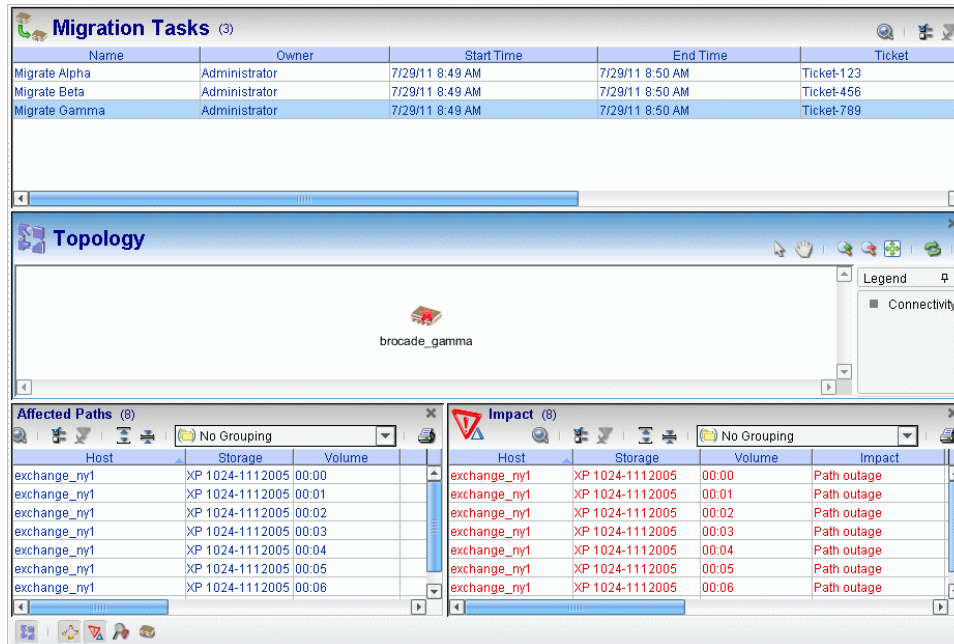 Migration Tasks (3)
Name Owner Start Time End Time Ticket
Migrate Alpha Administrator 7/29/11 8:49 AM 7/29/11 8:50 AM Ticket-123
Migrate Beta Administrator 7/29/11 8:49 AM 7/29/11 8:50 AM Ticket-456
Migrate Gamma Administrator 7/29/11 8:49 AM 7/29/11 8:50 AM Ticket-789
Topology
Legend
Connectivity
brocade_gamma
Affected Paths (8)
No Grouping
Host Storage Volume
exchange_ny1 XP 1024-1112005 00:00
exchange_ny1 XP 1024-1112005 00:01
exchange_ny1 XP 1024-1112005 00:02
exchange_ny1 XP 1024-1112005 00:03
exchange_ny1 XP 1024-1112005 00:04
exchange_ny1 XP 1024-1112005 00:05
exchange_ny1 XP 1024-1112005 00:06
Impact (8)
No Grouping
Host Storage Volume Impact
exchange_ny1 XP 1024-1112005 00:00 Path outage
exchange_ny1 XP 1024-1112005 00:01 Path outage
exchange_ny1 XP 1024-1112005 00:02 Path outage
exchange_ny1 XP 1024-1112005 00:03 Path outage
exchange_ny1 XP 1024-1112005 00:04 Path outage
exchange_ny1 XP 1024-1112005 00:05 Path outage
exchange_ny1 XP 1024-1112005 00:06 Path outage